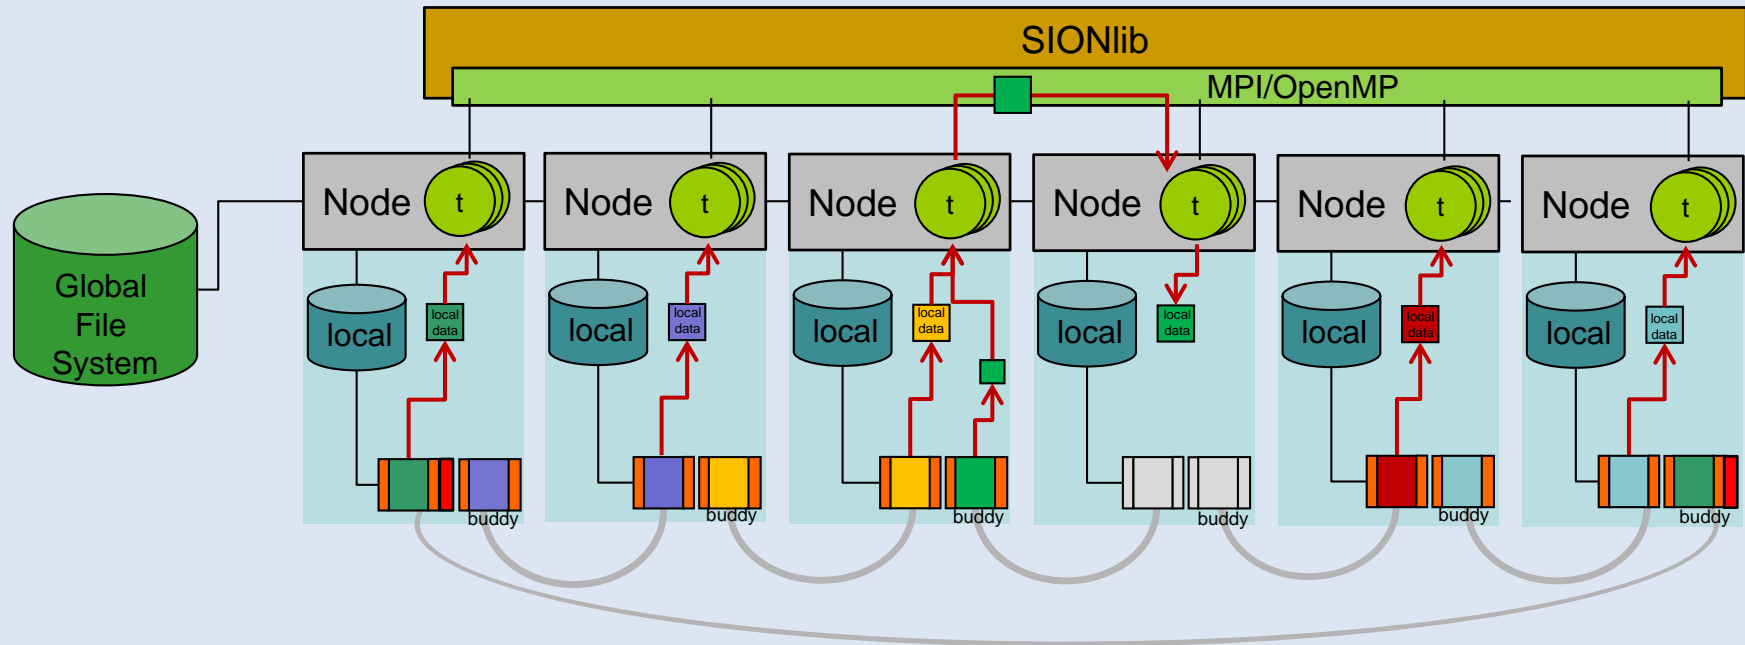 SIONlib
MPI/OpenMP
Node t
Node t
Node t
Node t
Node t
Node t
Global
File
System
local
local
data
local
local
data
local
local
data
local
local
data
local
local
data
local
local
data
buddy
buddy
buddy
buddy
buddy
buddy